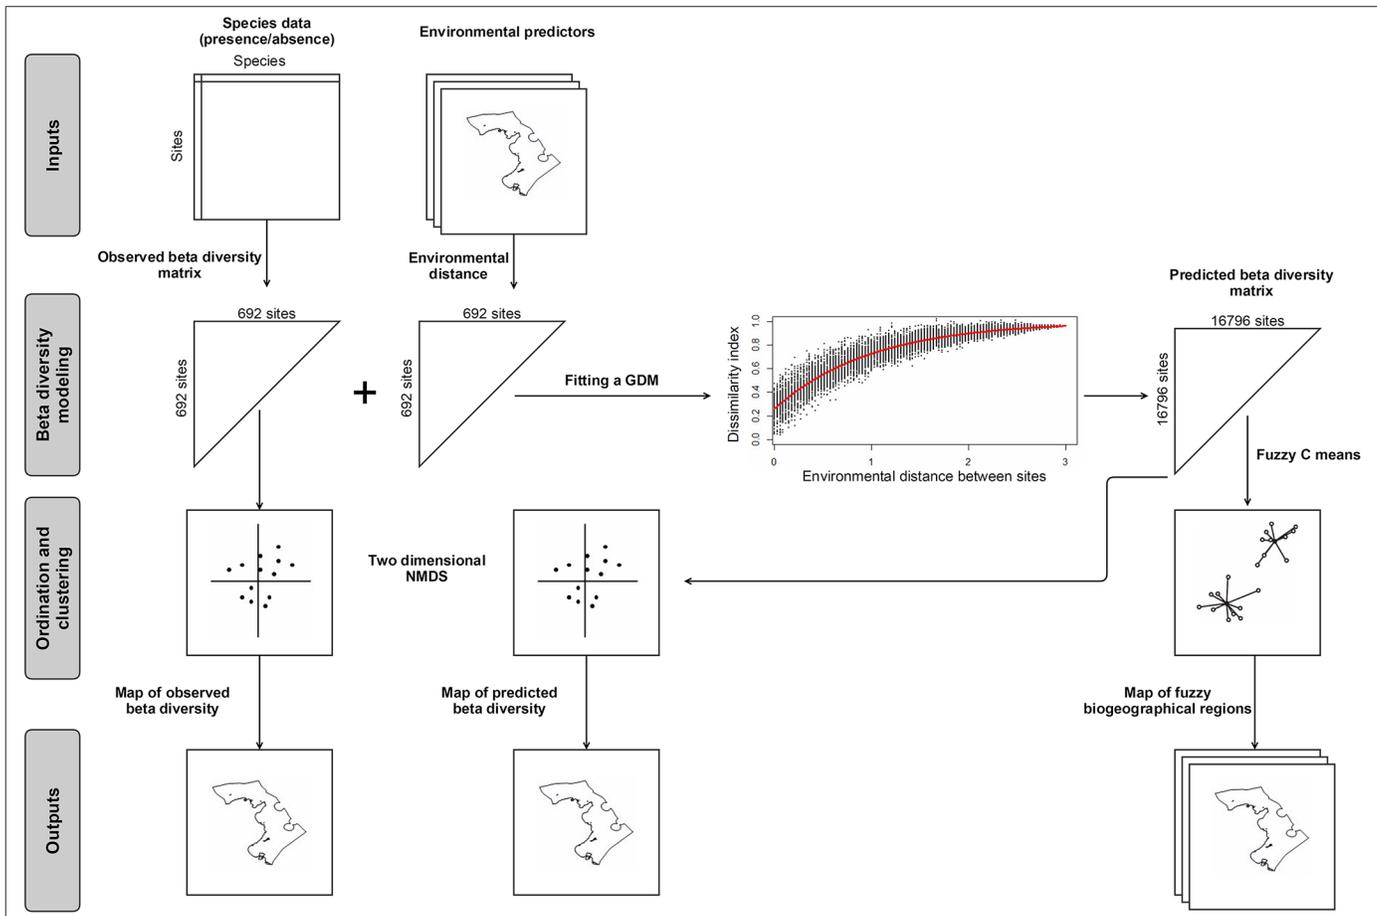 Species data
(presence/absence)
Species
Sites
Environmental predictors
Inputs
Observed beta diversity
matrix
Environmental
distance
Beta diversity
modeling
692 sites
692 sites
692 sites
692 sites
Fitting a GDM
Dissimilarity index
1.0
0.8
0.6
0.4
0.2
0.0
0
1
2
3
Environmental distance between sites
Predicted beta diversity
matrix
16796 sites
16796 sites
Fuzzy C means
Ordination and
clustering
Two dimensional
NMDS
Map of observed
beta diversity
Map of predicted
beta diversity
Map of fuzzy
biogeographical regions
Outputs